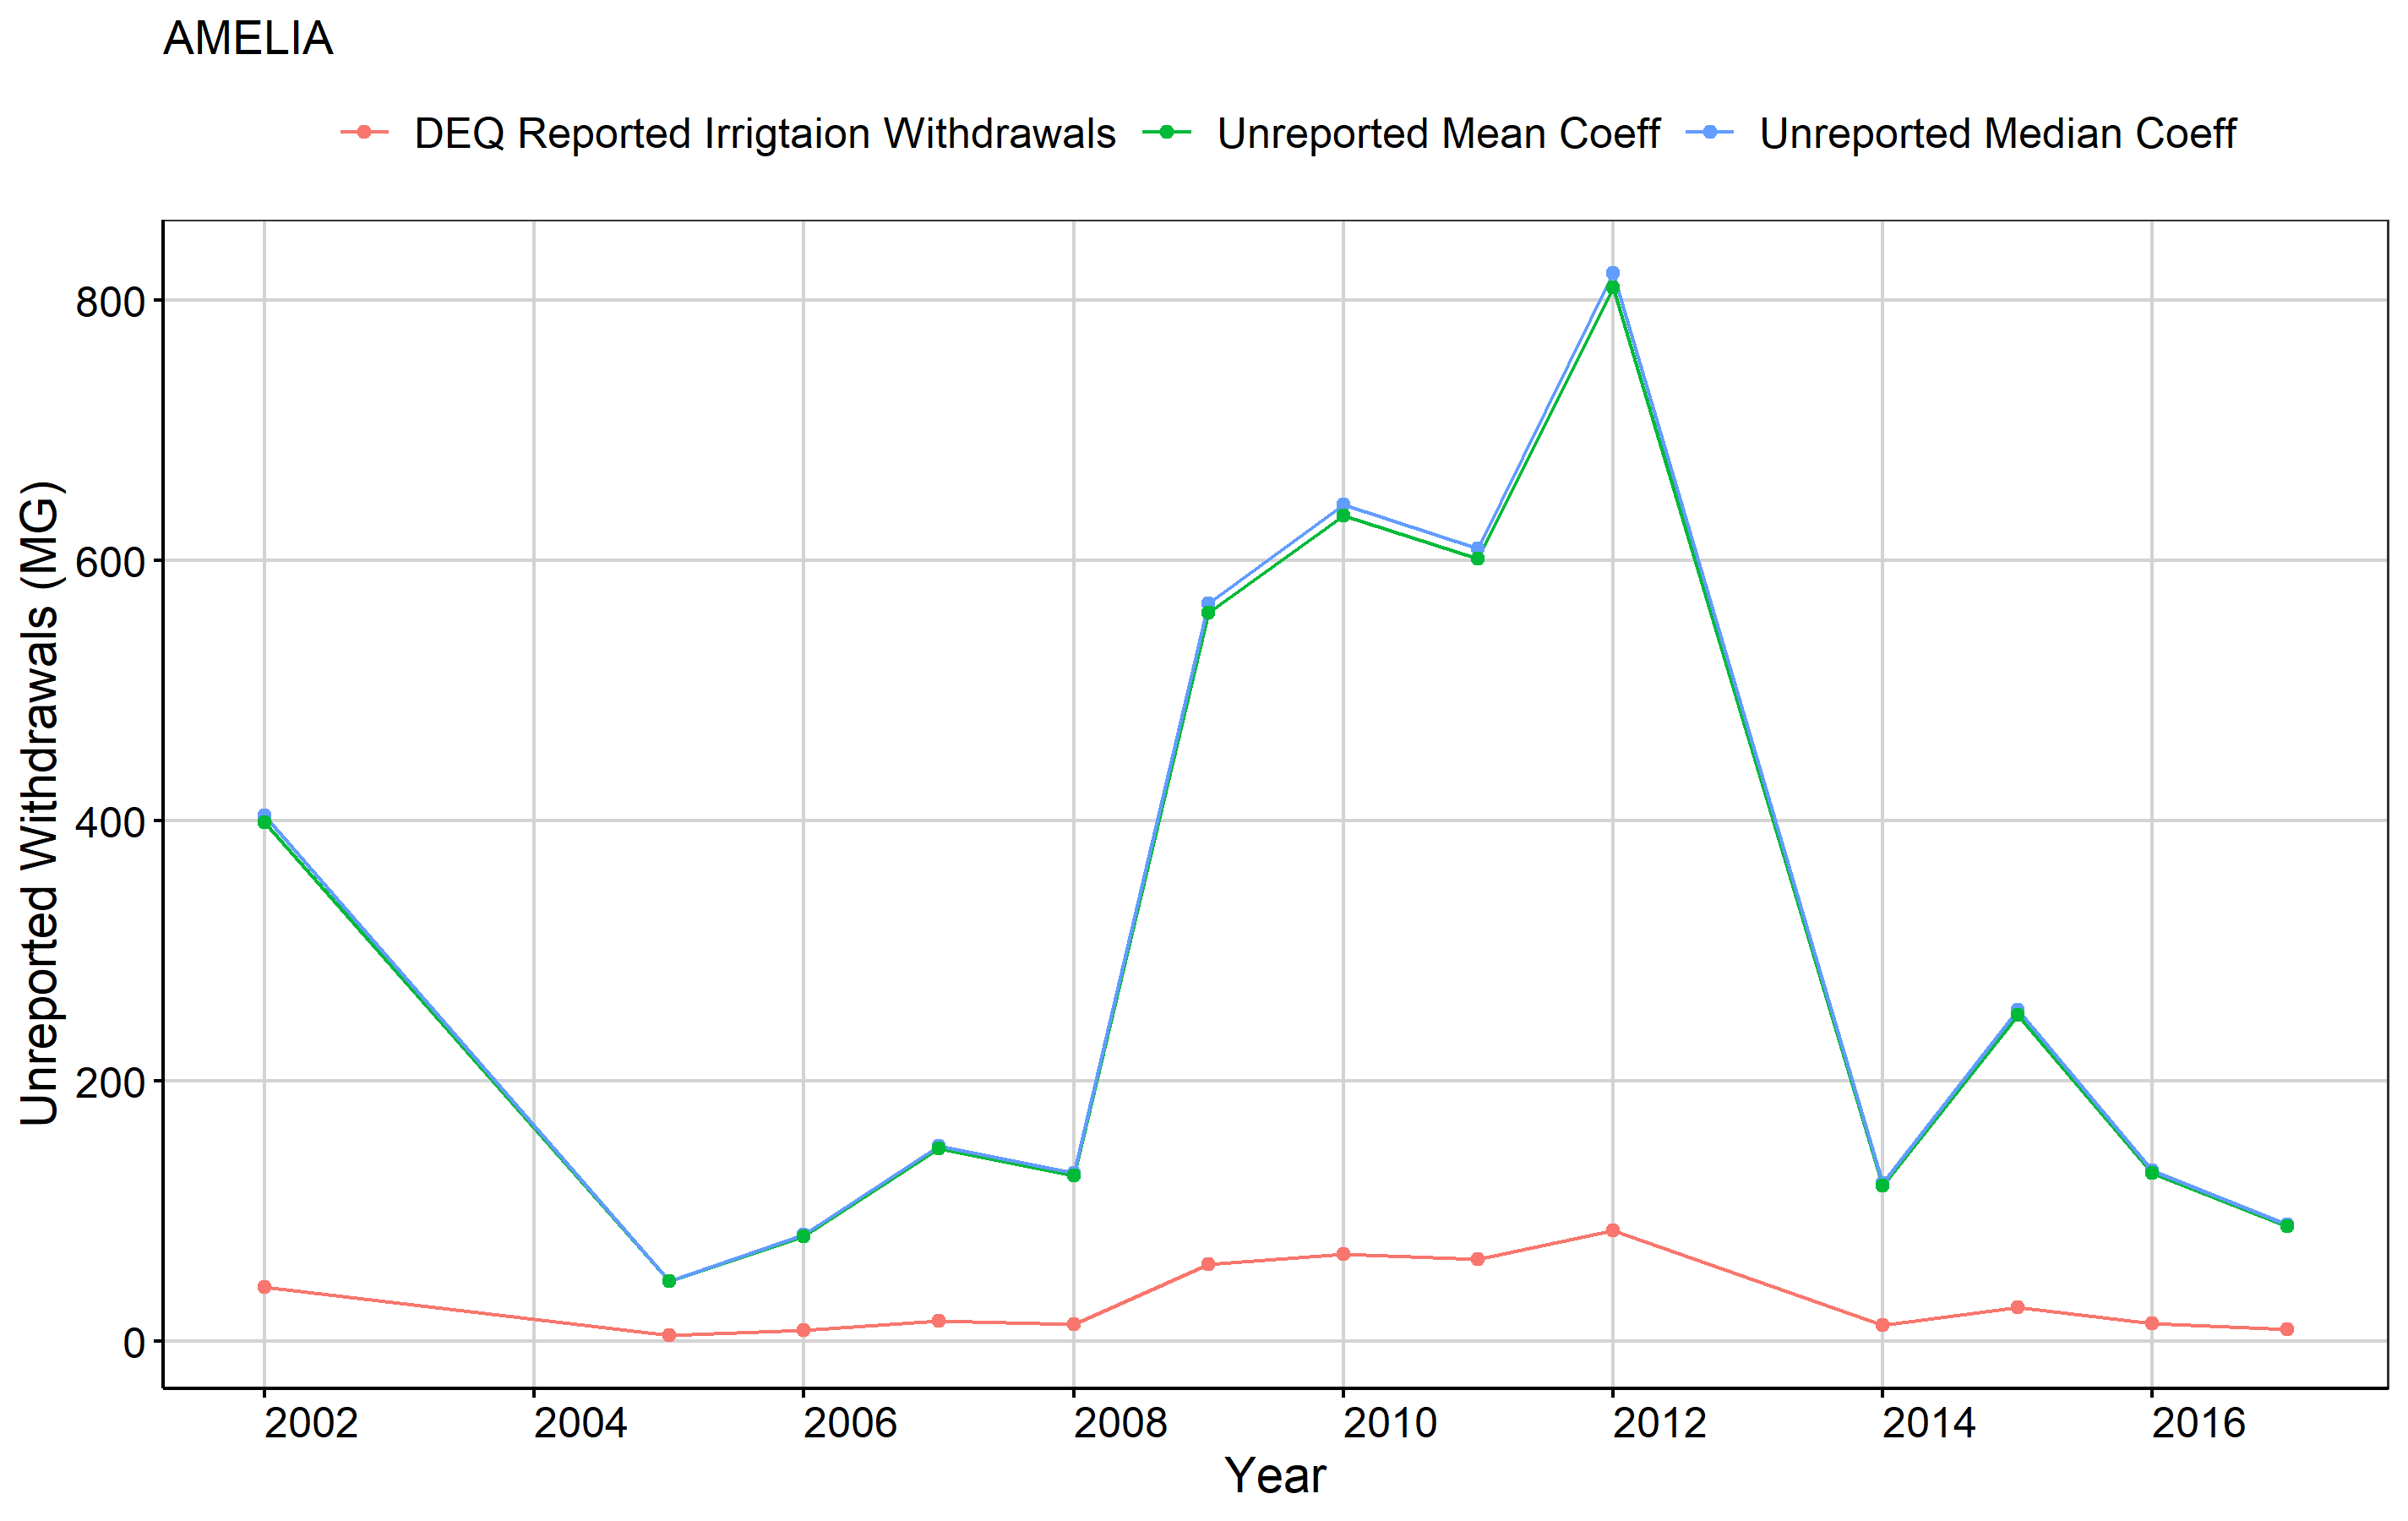 AMELIA
DEQ Reported Irrigtaion Withdrawals Unreported Mean Coeff Unreported Median Coeff
Unreported Withdrawals (MG)
800
600
400
200
0
2002 2004 2006 2008 2010 2012 2014 2016
Year